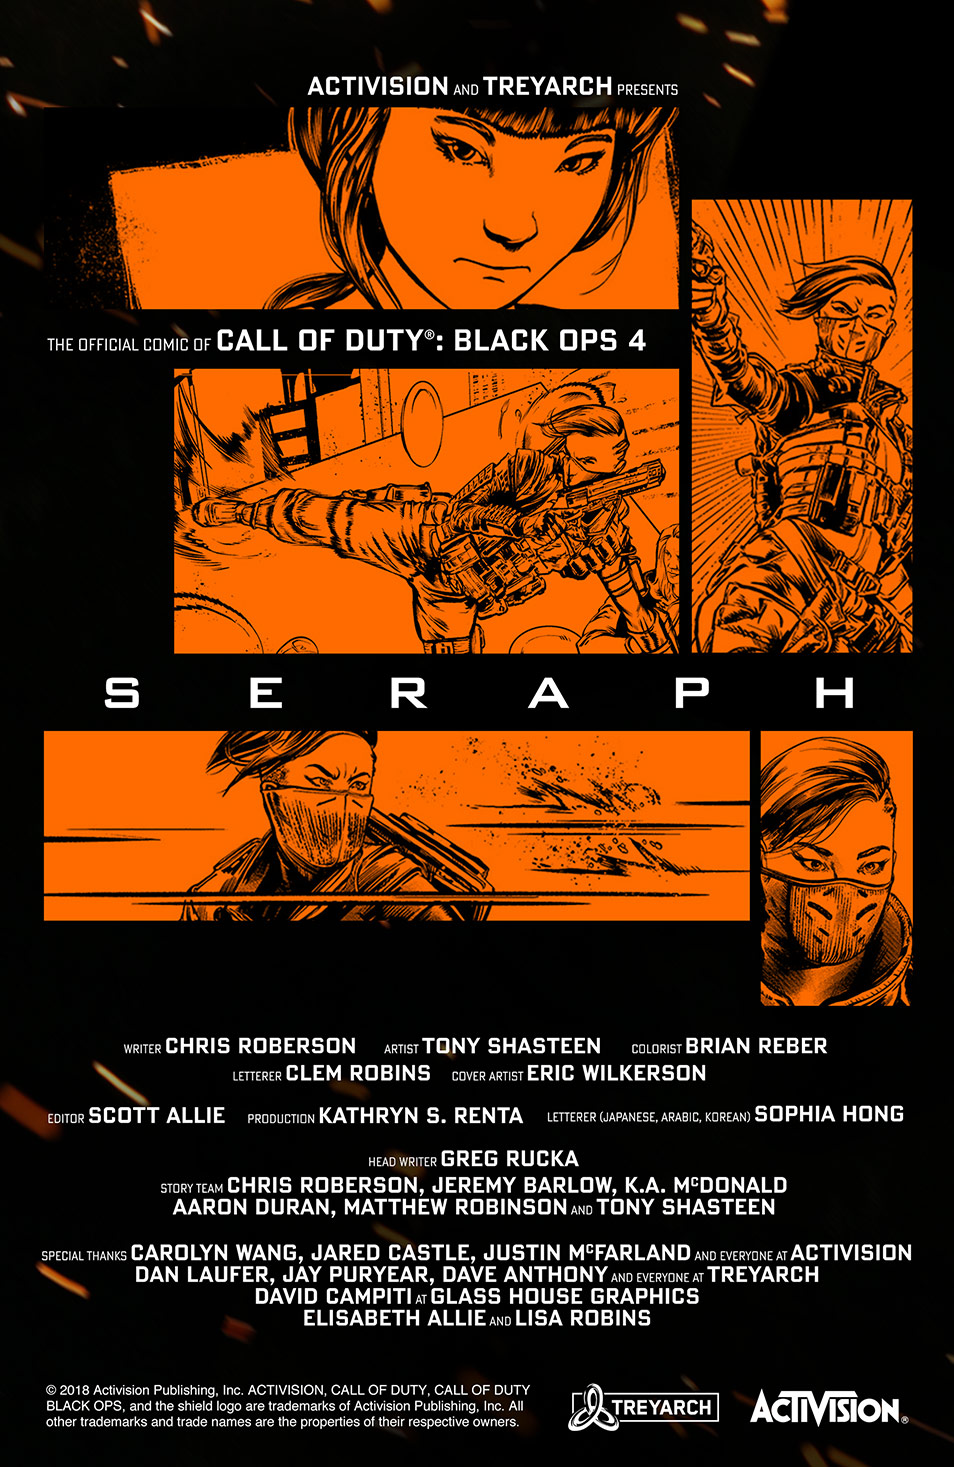 ACTIVISION AND TREYARCH PRESENTS
THE OFFICIAL COMIC OF CALL OF DUTY®: BLACK OPS 4
SERAPH
WRITER CHRIS ROBERSON ARTIST TONY SHASTEEN COLORIST BRIAN REBER
LETTERER CLEM ROBINS COVER ARTIST ERIC WILKERSON
EDITOR SCOTT ALLIE PRODUCTION KATHRYN S. RENTA LETTERER (JAPANESE, ARABIC, KOREAN) SOPHIA HONG
HEAD WRITER GREG RUCKA
STORY TEAM CHRIS ROBERSON, JEREMY BARLOW, K.A. McDONALD
AARON DURAN, MATTHEW ROBINSON AND TONY SHASTEEN
SPECIAL THANKS CAROLYN WANG, JARED CASTLE, JUSTIN McFARLAND AND EVERYONE AT ACTIVISION
DAN LAUFER, JAY PURYEAR, DAVE ANTHONY AND EVERYONE AT TREYARCH
DAVID CAMPITI AT GLASS HOUSE GRAPHICS
ELISABETH ALLIE AND LISA ROBINS
© 2018 Activision Publishing, Inc. ACTIVISION, CALL OF DUTY, CALL OF DUTY
BLACK OPS, and the shield logo are trademarks of Activision Publishing, Inc. All
other trademarks and trade names are the properties of their respective owners.
TREYARCH
ACTIVISION®